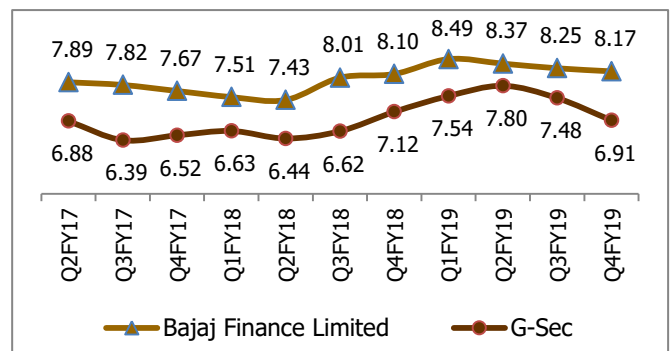 7.89 7.82 7.67 7.51 7.43 8.01 8.10 8.49 8.37 8.25 8.17
6.88 6.39 6.52 6.63 6.44 6.62 7.12 7.54 7.80 7.48 6.91
Q2FY17 Q3FY17 Q4FY17 Q1FY18 Q2FY18 Q3FY18 Q4FY18 Q1FY19 Q2FY19 Q3FY19 Q4FY19
Bajaj Finance Limited G-Sec